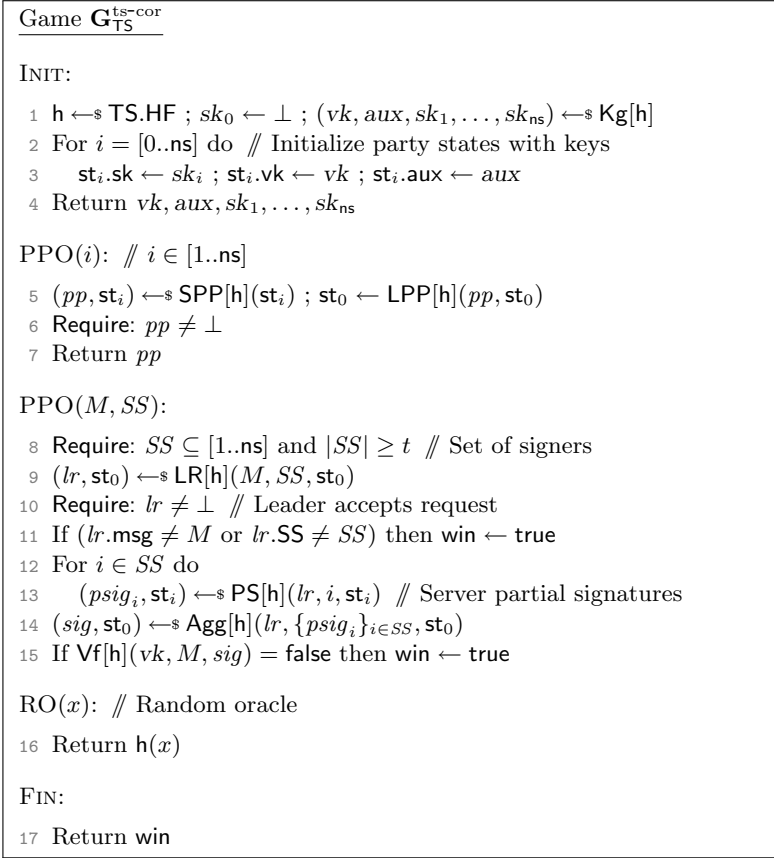 Game G^{ts-cor}_{TS}
INIT:
1 h ←$ TS.HF ; sk_0 ← ⊥ ; (vk, aux, sk_1, . . . , sk_{ns}) ←$ Kg[h]
2 For i = [0..ns] do // Initialize party states with keys
3 st_i.sk ← sk_i ; st_i.vk ← vk ; st_i.aux ← aux
4 Return vk, aux, sk_1, . . . , sk_{ns}
PPO(i): // i ∈ [1..ns]
5 (pp, st_i) ←$ SPP[h](st_i) ; st_0 ← LPP[h](pp, st_0)
6 Require: pp ≠ ⊥
7 Return pp
PPO(M, SS):
8 Require: SS ⊆ [1..ns] and |SS| ≥ t // Set of signers
9 (lr, st_0) ←$ LR[h](M, SS, st_0)
10 Require: lr ≠ ⊥ // Leader accepts request
11 If (lr.msg ≠ M or lr.SS ≠ SS) then win ← true
12 For i ∈ SS do
13 (psig_i, st_i) ←$ PS[h](lr, i, st_i) // Server partial signatures
14 (sig, st_0) ←$ Agg[h](lr, {psig_i}_{i∈SS}, st_0)
15 If Vf[h](vk, M, sig) = false then win ← true
RO(x): // Random oracle
16 Return h(x)
FIN:
17 Return win